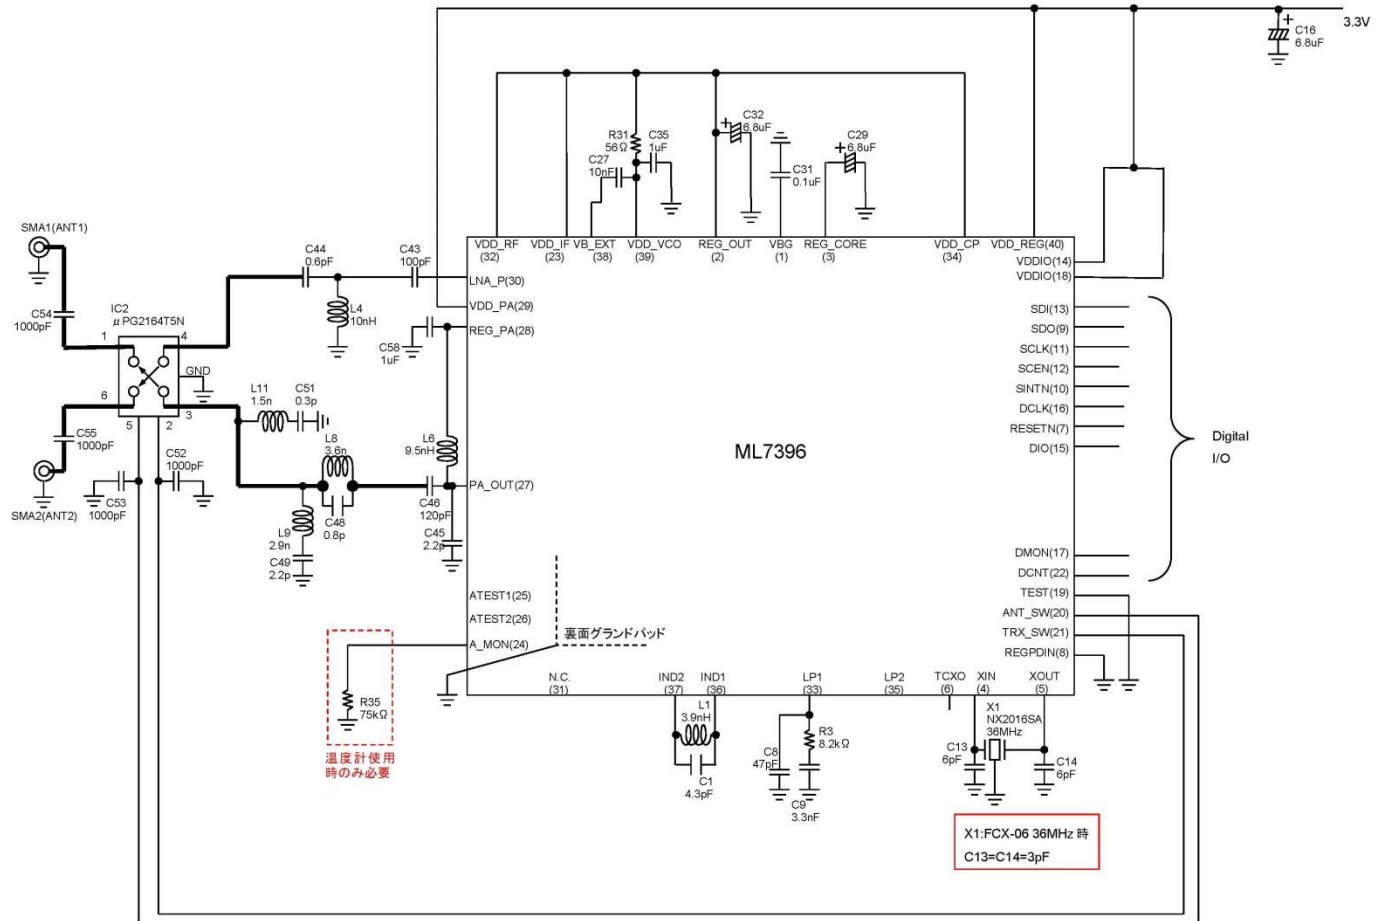 3.3V
C16
6.8uF
C32
6.8uF
C29
6.8uF
R31
56Ω
C35
1uF
C27
10nF
C31
0.1uF
VDD_RF
(32)
VDD_IF
(23)
VB_EXT
(38)
VDD_VCO
(39)
REG_OUT
(2)
VBG
(1)
REG_CORE
(3)
VDD_CP
(34)
VDD_REG(40)
VDDIO(14)
VDDIO(18)
SMA1(ANT1)
C54
1000pF
IC2
μPG2164T5N
1
4
GND
6
3
5
2
C55
1000pF
SMA2(ANT2)
C53
1000pF
C52
1000pF
C44
0.6pF
C43
100pF
L4
10nH
C58
1uF
L11
1.5n
C51
0.3p
L8
3.6n
C48
0.8p
L9
2.9n
C49
2.2p
L6
9.5nH
C46
120pF
C45
2.2p
LNA_P(30)
VDD_PA(29)
REG_PA(28)
PA_OUT(27)
ATEST1(25)
ATEST2(26)
A_MON(24)
ML7396
裏面グランドパッド
SDI(13)
SDO(9)
SCLK(11)
SCEN(12)
SINTN(10)
DCLK(16)
RESETN(7)
DIO(15)
Digital
I/O
DMON(17)
DCNT(22)
TEST(19)
ANT_SW(20)
TRX_SW(21)
REGPDIN(8)
R35
75kΩ
温度計使用
時のみ必要
N.C.
(31)
IND2
(37)
IND1
(36)
LP1
(33)
LP2
(35)
TCXO
(6)
XIN
(4)
XOUT
(5)
L1
3.9nH
C1
4.3pF
C8
47pF
R3
8.2kΩ
C9
3.3nF
X1
NX2016SA
36MHz
C13
6pF
C14
6pF
X1:FCX-06 36MHz 時
C13=C14=3pF